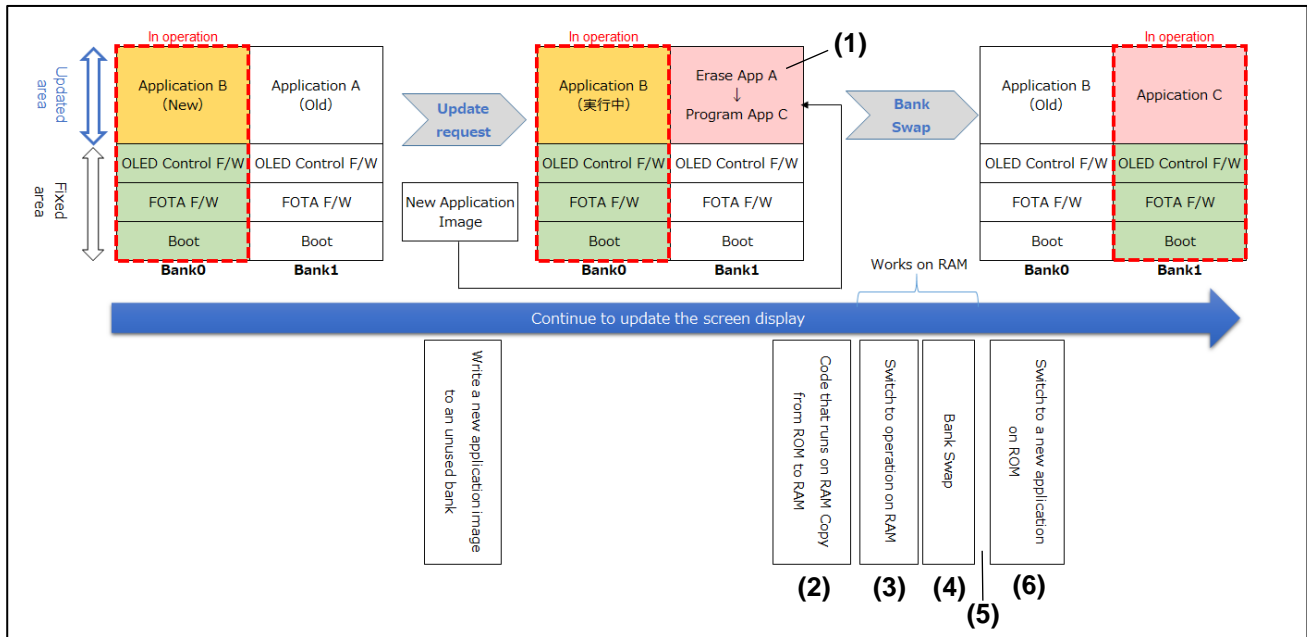 In operation
In operation
(1)
In operation
Updated
area
Application B
(New)
Application A
(Old)
Update
request
Application B
(実行中)
Erase App A
↓
Program App C
Bank
Swap
Application B
(Old)
Appication C
Fixed
area
OLED Control F/W
OLED Control F/W
OLED Control F/W
OLED Control F/W
OLED Control F/W
OLED Control F/W
FOTA F/W
FOTA F/W
New Application
Image
FOTA F/W
FOTA F/W
FOTA F/W
FOTA F/W
Boot
Boot
Boot
Boot
Boot
Boot
Bank0
Bank1
Bank0
Bank1
Bank0
Bank1
Works on RAM
Continue to update the screen display
Write a new application image
to an unused bank
Code that runs on RAM Copy
from ROM to RAM
Switch to operation on RAM
Bank Swap
Switch to a new application
on ROM
(2)
(3)
(4)
(5)
(6)